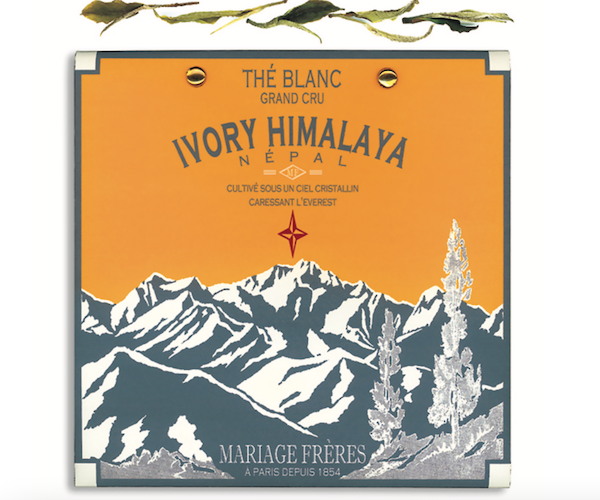 THÉ BLANC
GRAND CRU
IVORY HIMALAYA
NÉPAL
MF
CULTIVÉ SOUS UN CIEL CRISTALLIN
CARESSANT L'EVEREST
MARIAGE FRÈRES
A PARIS DEPUIS 1854